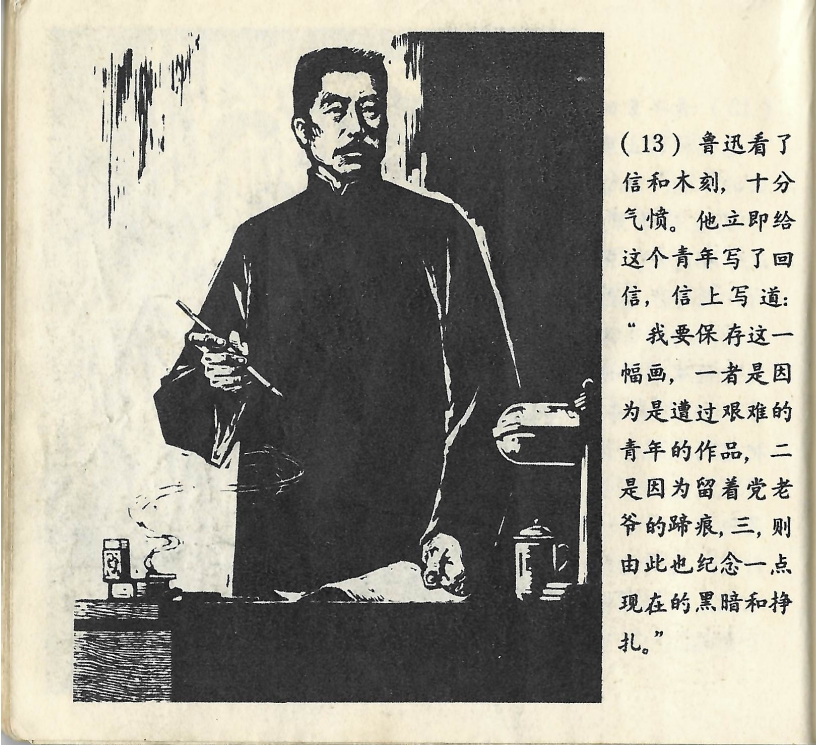 (13) 鲁迅看了
信和木刻，十分
气愤。他立即给
这个青年写了回
信，信上写道：
“我要保存这一
幅画，一者是因
为是遭过艰难的
青年的作品，二
是因为留着党老
爷的蹄痕，三，则
由此也纪念一点
现在的黑暗和挣
扎。”